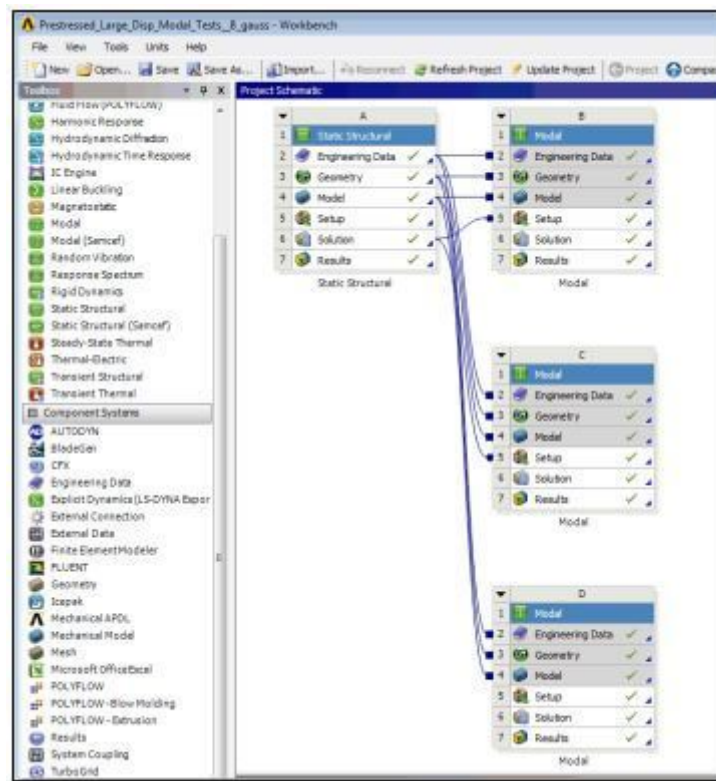 Prestressed_Large_Disp_Modal_Tests__8_gauss - Workbench
File View Tools Units Help
New Open... Save Save As... Import... Reconnect Refresh Project Update Project Project Compa
Toolbox
Fluid Flow (POLYFLOW)
Harmonic Response
Hydrodynamic Diffraction
Hydrodynamic Time Response
IC Engine
Linear Buckling
Magnetostatic
Modal
Modal (Samcef)
Random Vibration
Response Spectrum
Rigid Dynamics
Static Structural
Static Structural (Samcef)
Steady-State Thermal
Thermal-Electric
Transient Structural
Transient Thermal
Component Systems
AUTODYN
BladeGen
CFX
Engineering Data
Explicit Dynamics (LS-DYNA Expor
External Connection
External Data
Finite Element Modeler
FLUENT
Geometry
Icepak
Mechanical APDL
Mechanical Model
Mesh
Microsoft Office Excel
POLYFLOW
POLYFLOW - Blow Molding
POLYFLOW - Extrusion
Results
System Coupling
TurboGrid
Project Schematic
A
1 Static Structural
2 Engineering Data
3 Geometry
4 Model
5 Setup
6 Solution
7 Results
Static Structural
B
1 Modal
2 Engineering Data
3 Geometry
4 Model
5 Setup
6 Solution
7 Results
Modal
C
1 Modal
2 Engineering Data
3 Geometry
4 Model
5 Setup
6 Solution
7 Results
Modal
D
1 Modal
2 Engineering Data
3 Geometry
4 Model
5 Setup
6 Solution
7 Results
Modal